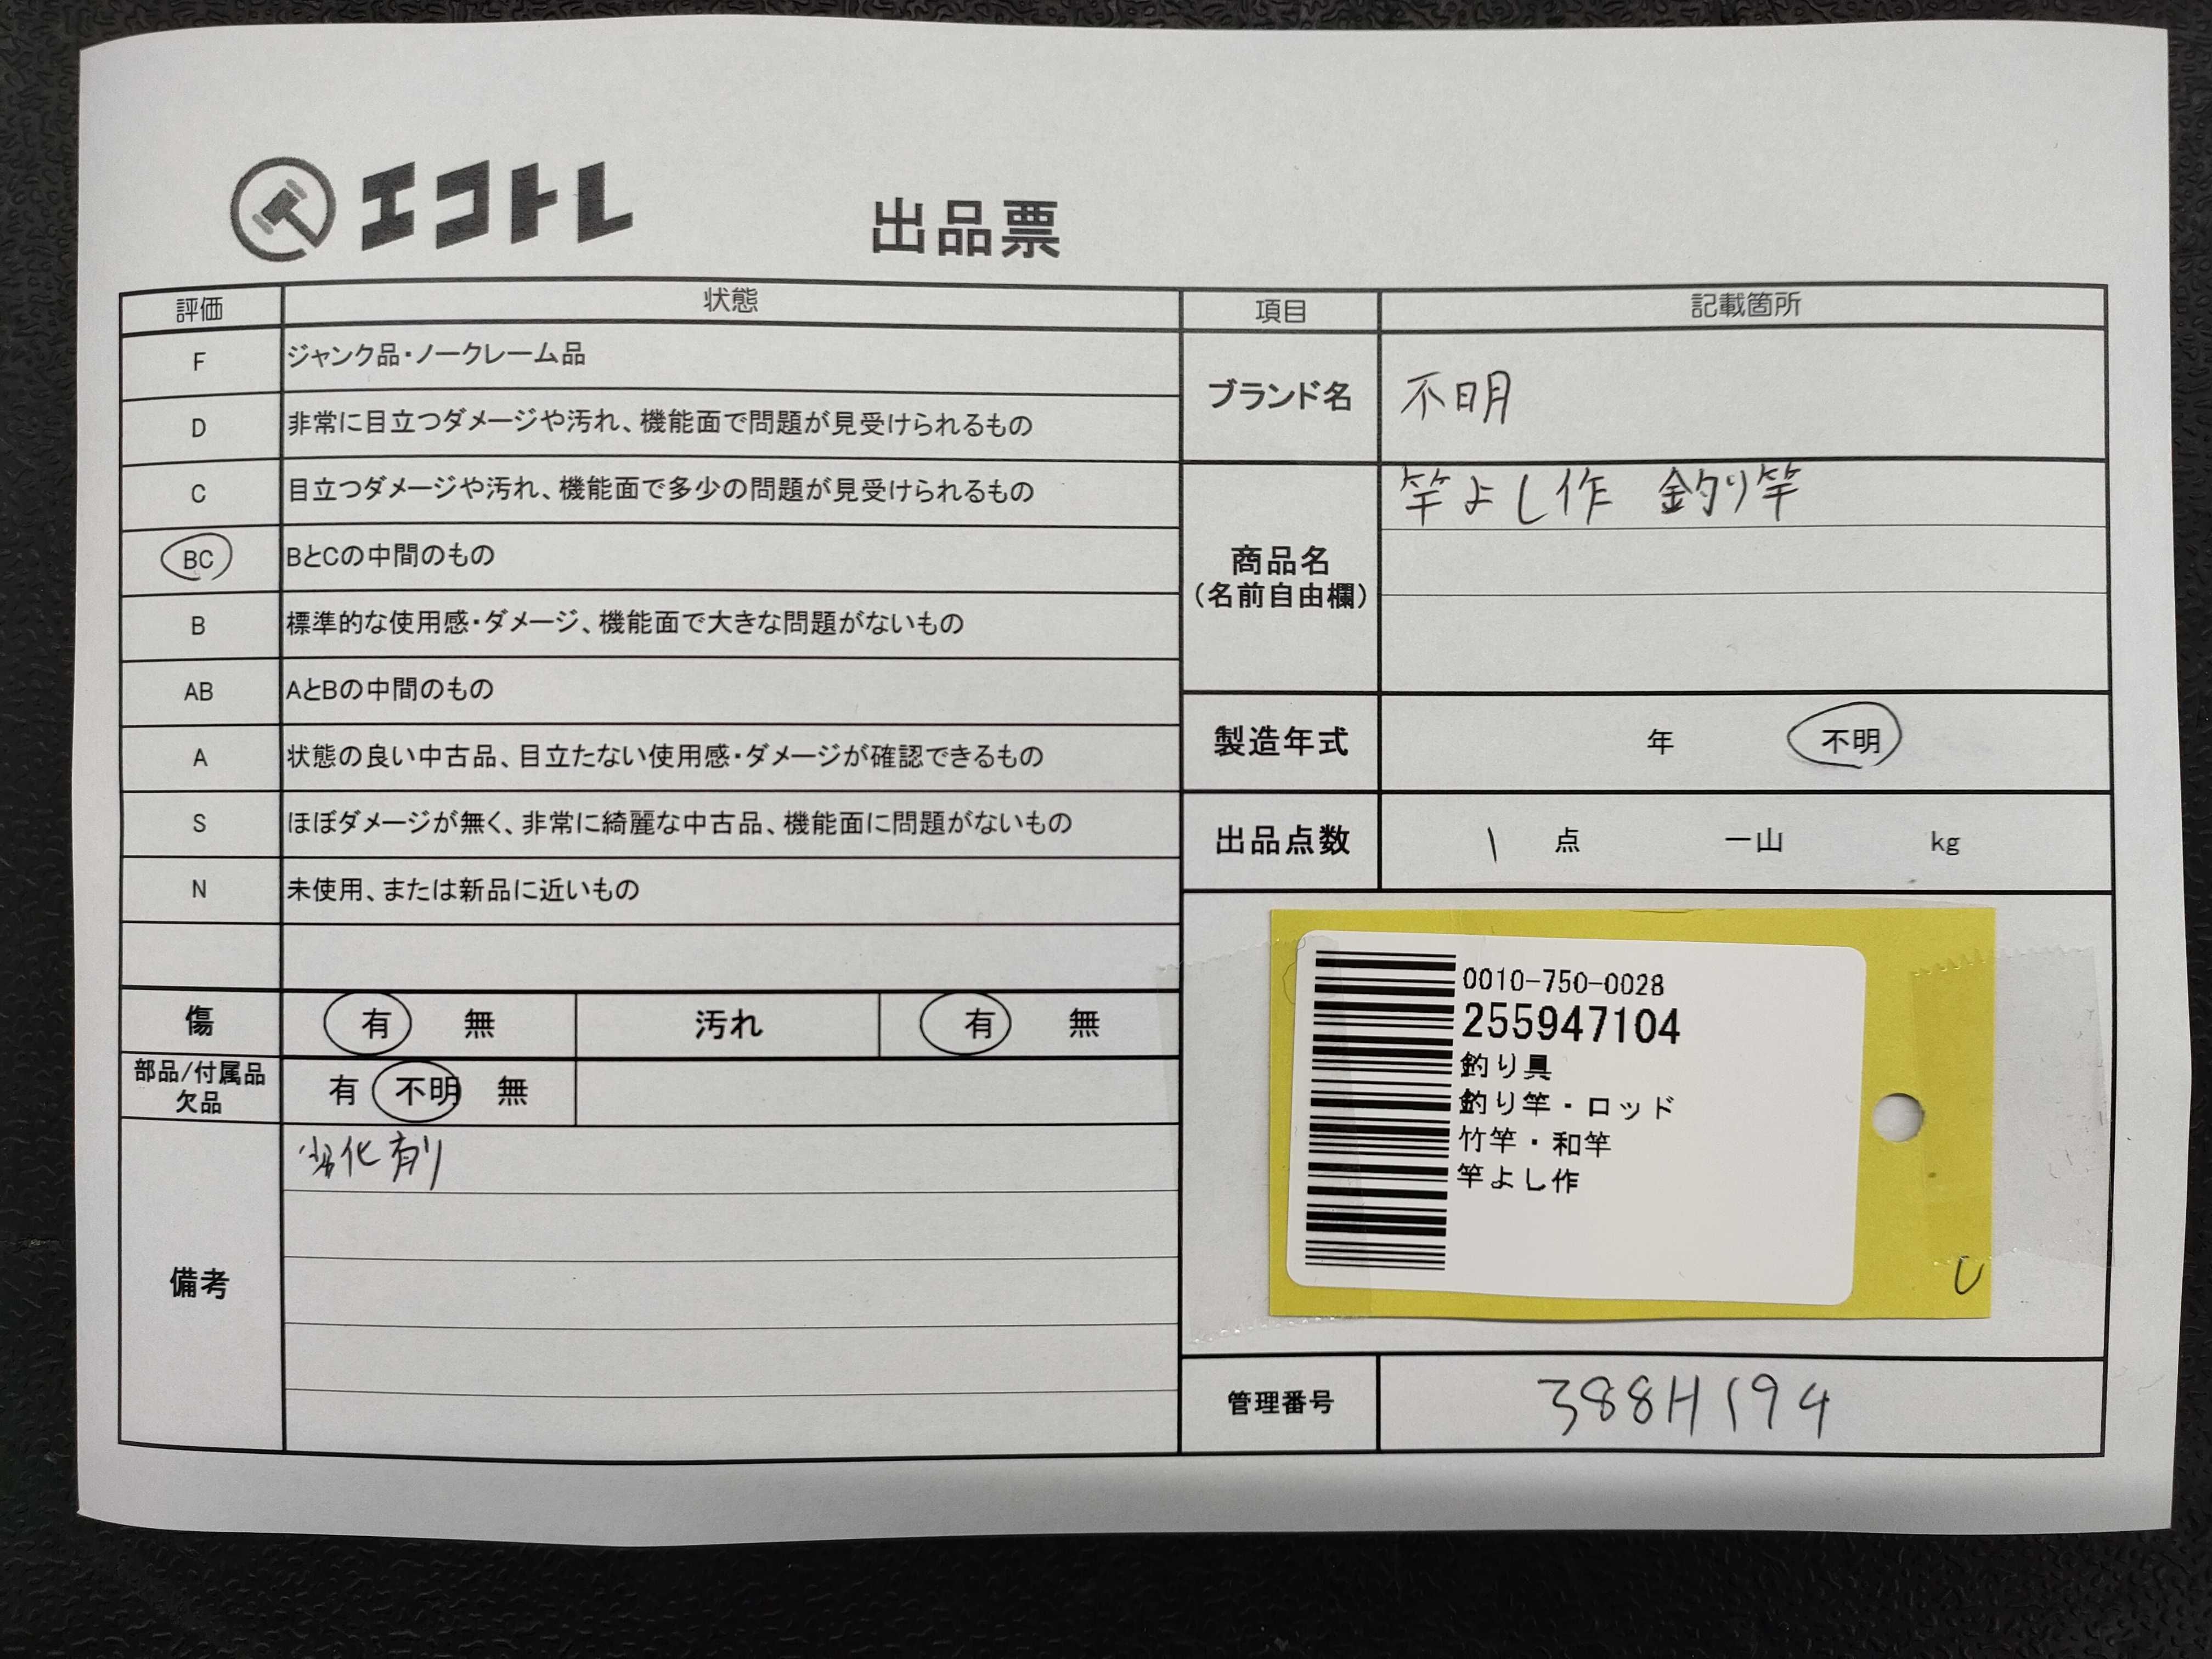 エコトレ
出品票
評価 状態
F ジャンク品・ノークレーム品
D 非常に目立つダメージや汚れ、機能面で問題が見受けられるもの
C 目立つダメージや汚れ、機能面で多少の問題が見受けられるもの
BC BとCの中間のもの
B 標準的な使用感・ダメージ、機能面で大きな問題がないもの
AB AとBの中間のもの
A 状態の良い中古品、目立たない使用感・ダメージが確認できるもの
S ほぼダメージが無く、非常に綺麗な中古品、機能面に問題がないもの
N 未使用、または新品に近いもの
傷 有 無 汚れ 有 無
部品/付属品
欠品 有 不明 無
備考 劣化有り
項目 記載箇所
ブランド名 不明
商品名
(名前自由欄)
竿よし作 釣り竿
製造年式 年 不明
出品点数 1 点 一山 kg
0010-750-0028
255947104
釣り具
釣り竿・ロッド
竹竿・和竿
竿よし作
管理番号 388H194